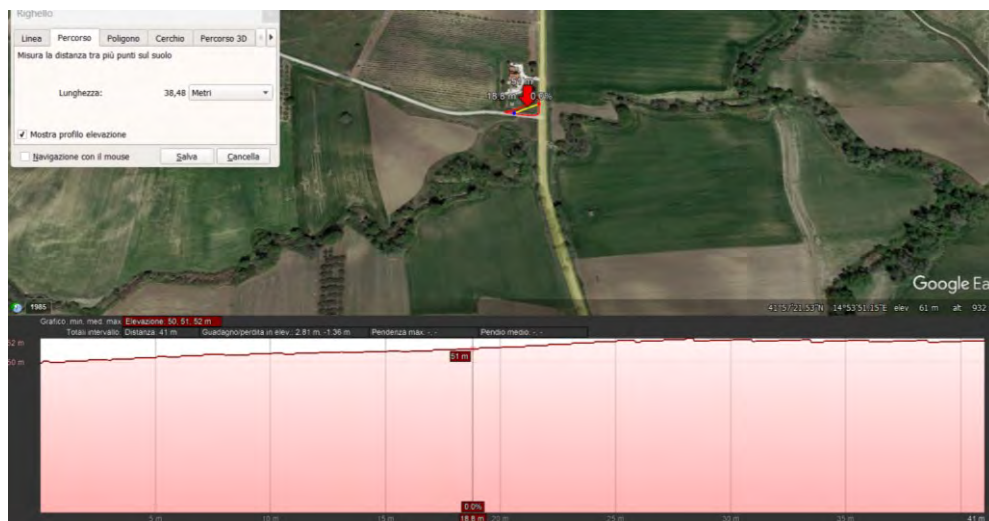 Righello
Linea Percorso Poligono Cerchio Percorso 3D
Misura la distanza tra più punti sul suolo
Lunghezza: 38,48 Metri
Mostra profilo elevazione
Navigazione con il mouse Salva Cancella
18.8 m 0.6%
Google Ea
1985
41°57'21.53"N 14°53'51.15"E elev 61 m alt 932
Grafico: min, med, max Elevazione: 50, 51, 52 m
Totali intervallo: Distanza: 41 m Guadagno/perdita in elev.: 2.81 m, -1.36 m Pendenza max: -, - Pendio medio: -, -
52 m
50 m
51 m
0.0%
5 m 10 m 15 m 18.8 m 20 m 25 m 30 m 35 m 41 m